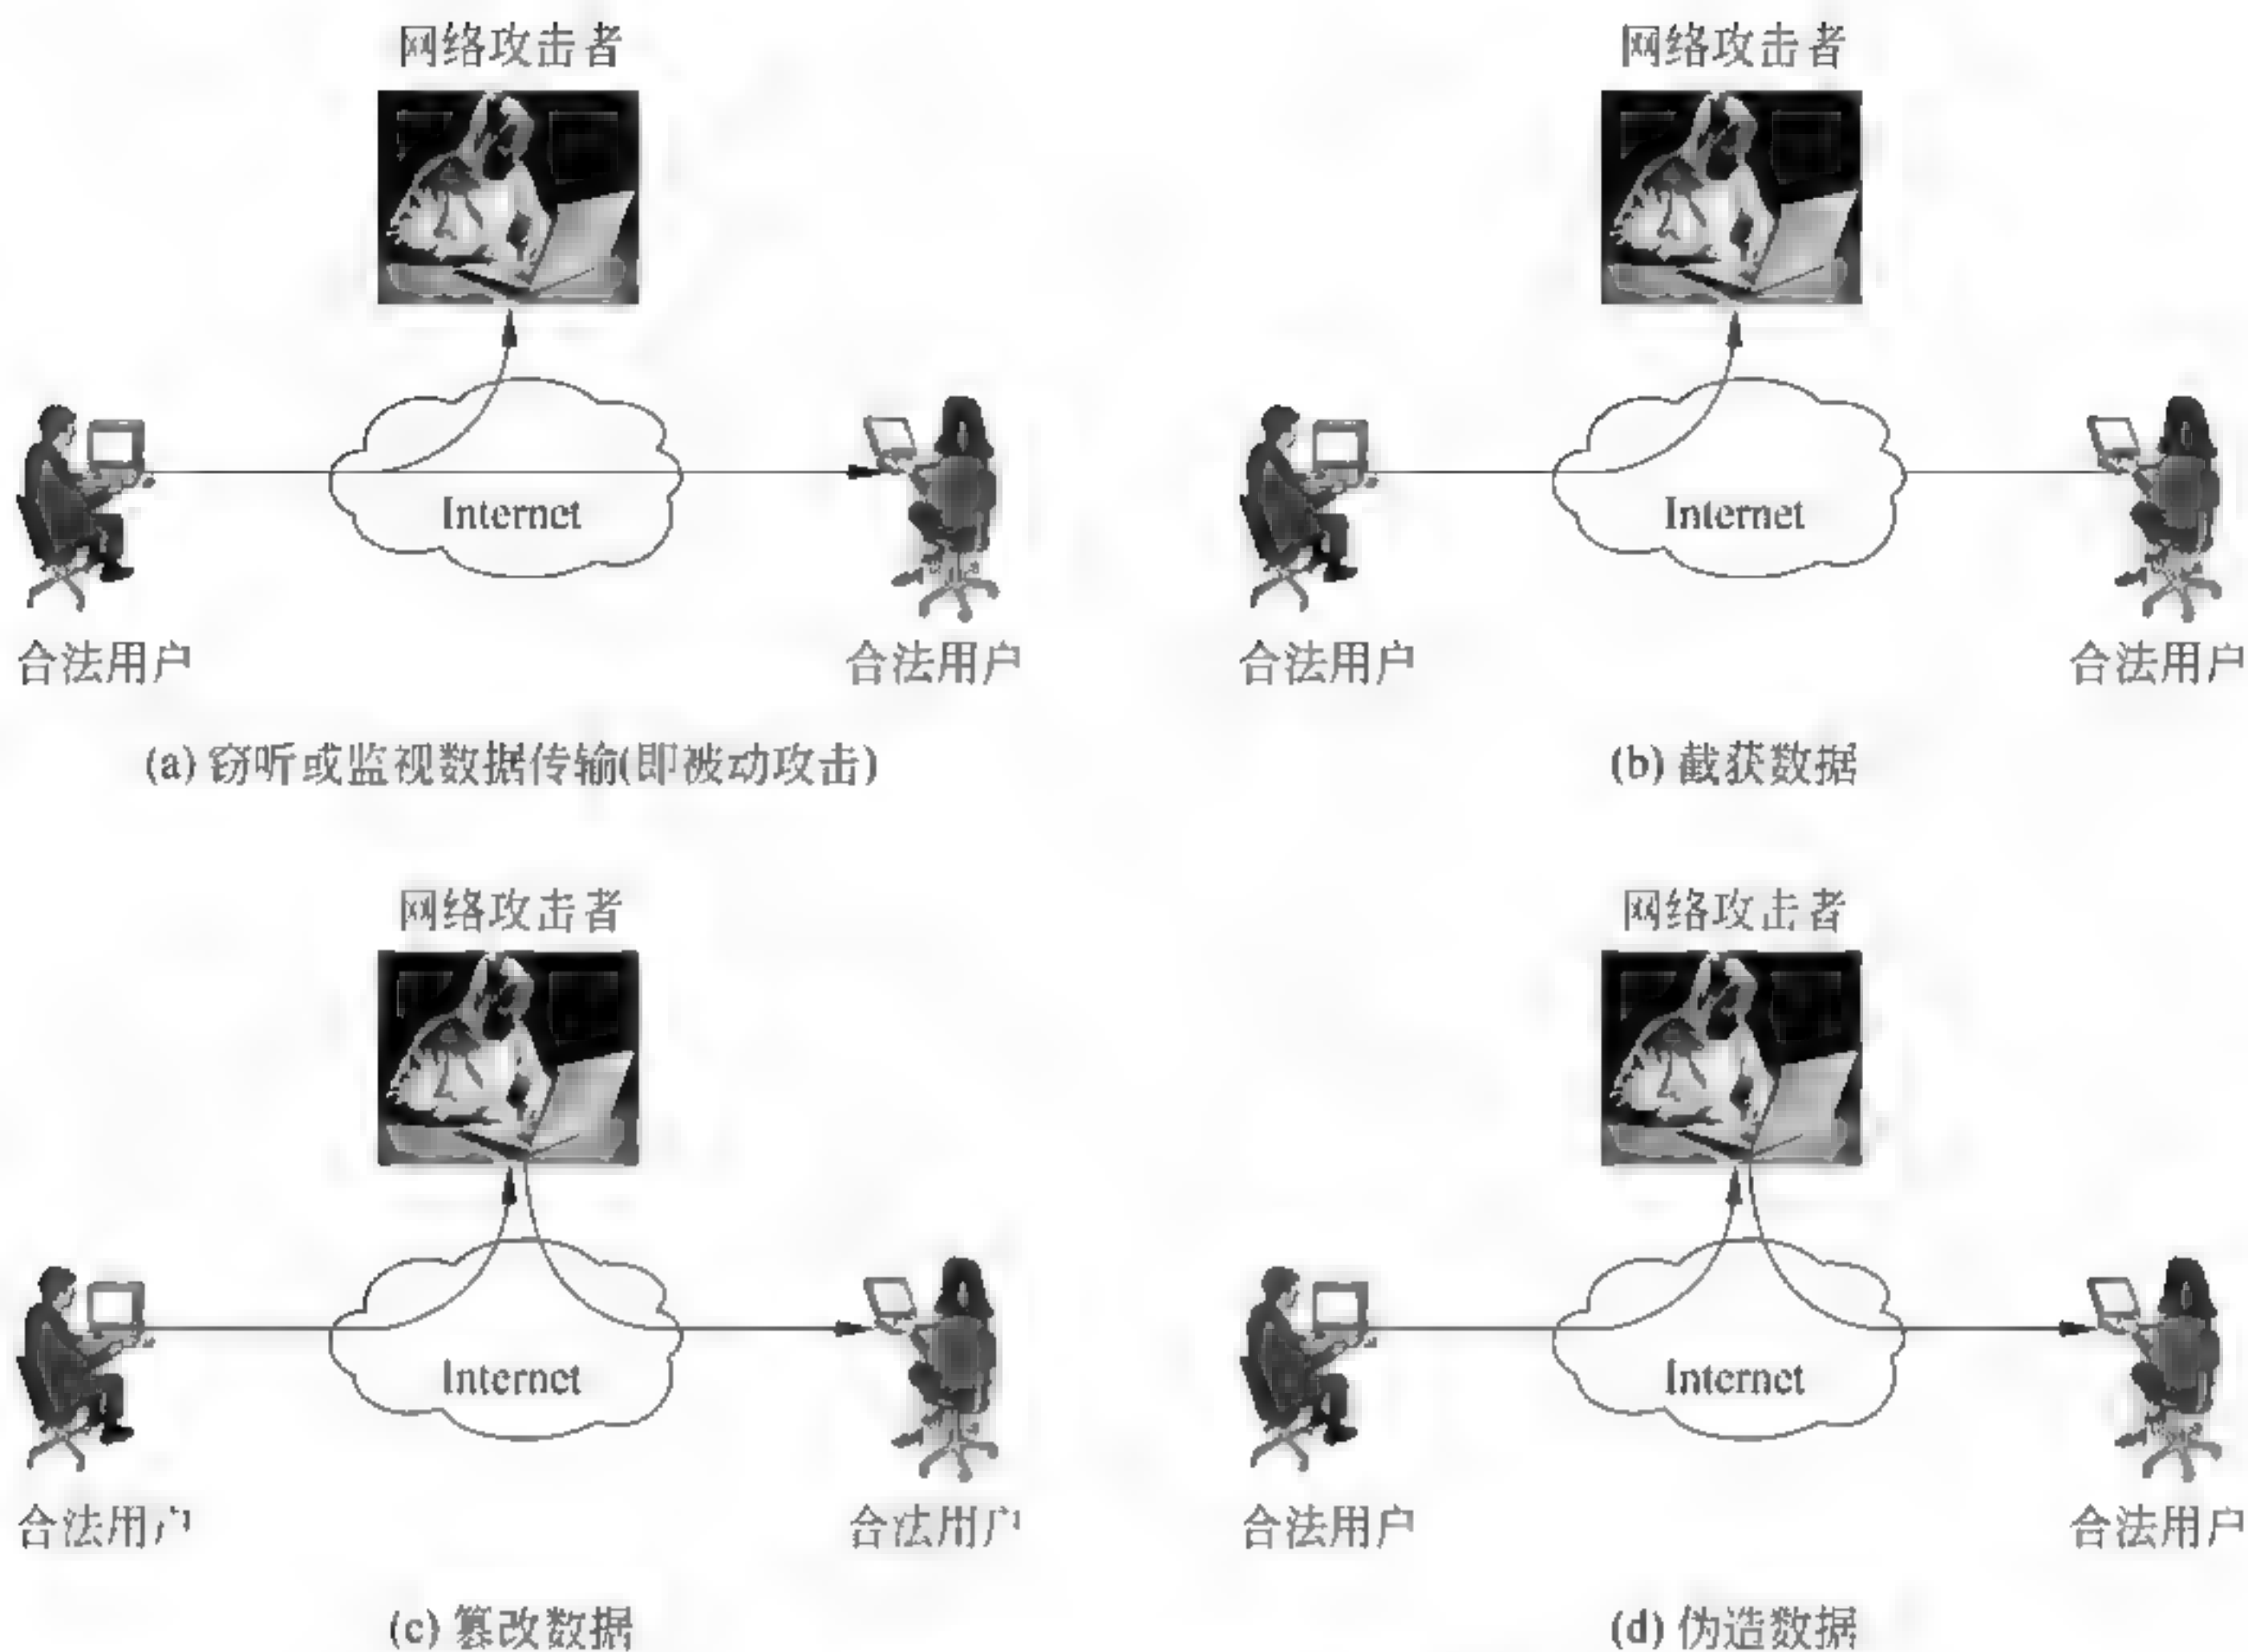 网络攻击者
网络攻击者
Internet
Internet
合法用户
合法用户
合法用户
合法用户
(a) 窃听或监视数据传输(即被动攻击)
(b) 截获数据
网络攻击者
网络攻击者
Internet
Internet
合法用户
合法用户
合法用户
合法用户
(c) 篡改数据
(d) 伪造数据